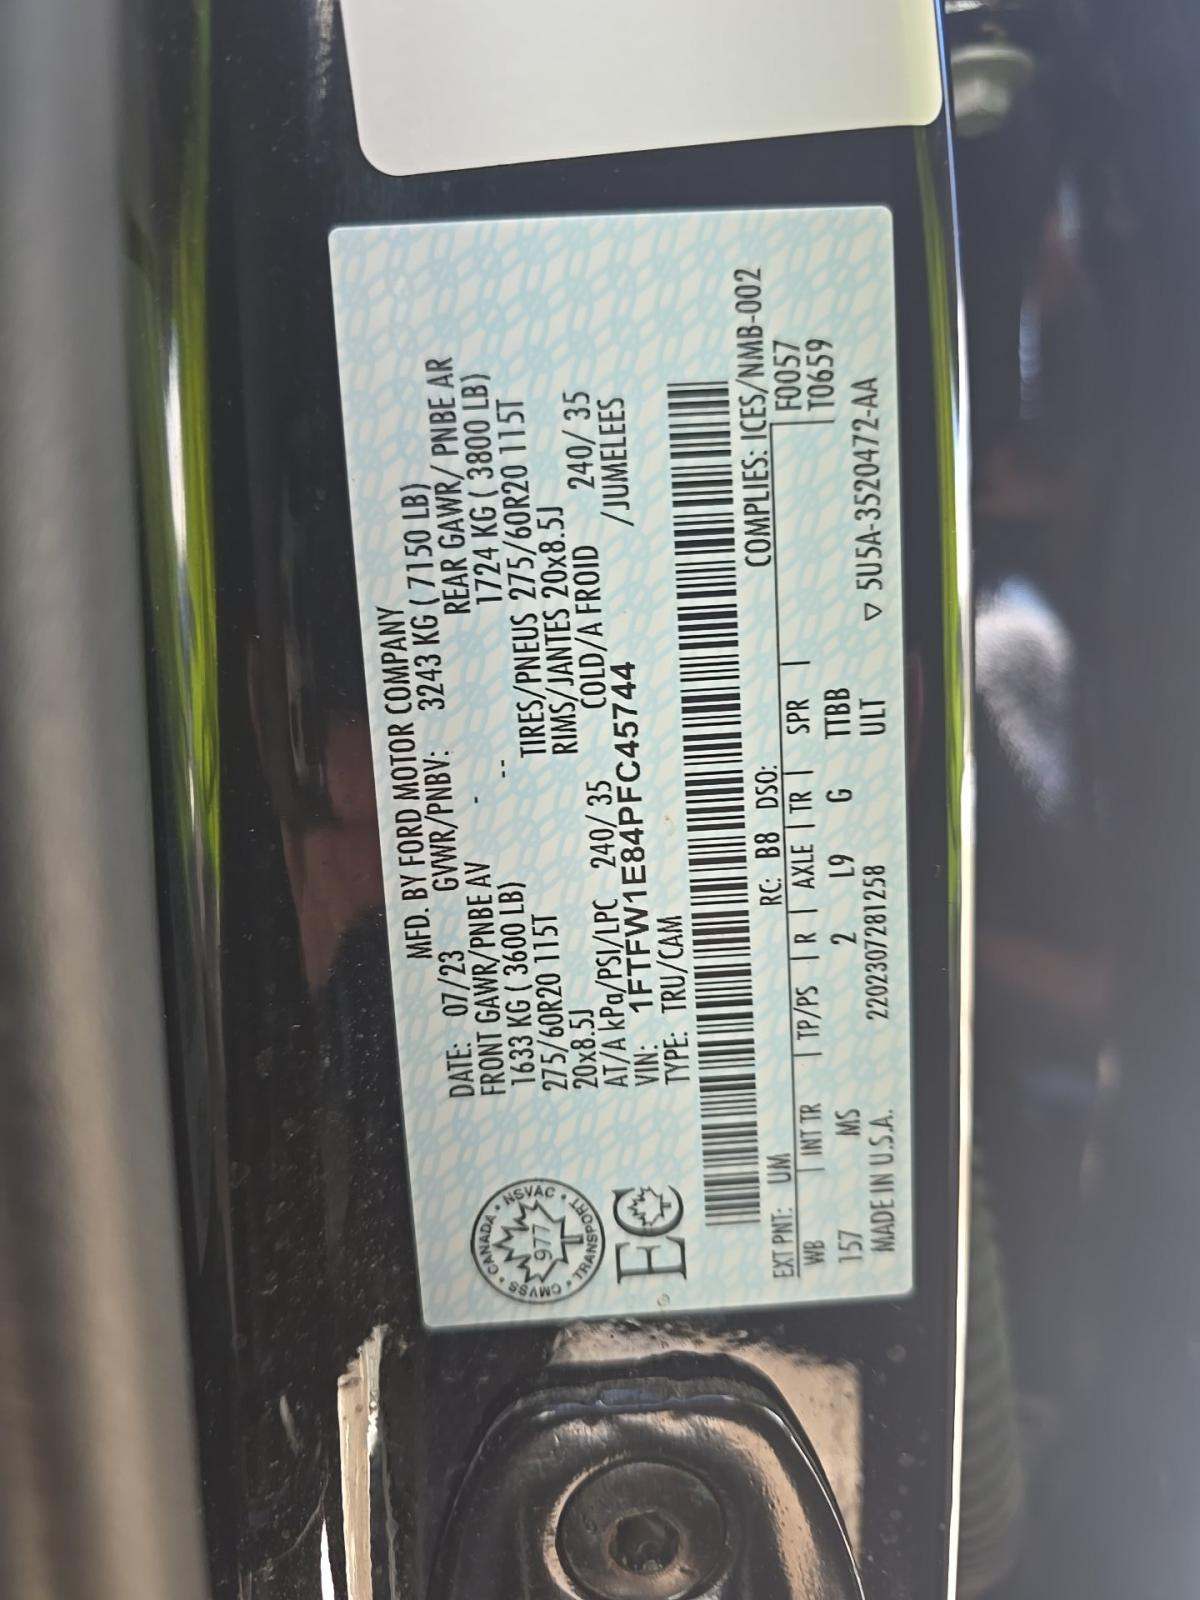 MFD. BY FORD MOTOR COMPANY
DATE: 07/23 GVWR/PNBV: 3243 KG ( 7150 LB)
FRONT GAWR/PNBE AV - REAR GAWR/ PNBE AR
1633 KG ( 3600 LB) -- 1724 KG ( 3800 LB)
275/60R20 115T TIRES/PNEUS 275/60R20 115T
20x8.5J RIMS/JANTES 20x8.5J
AT/A kPa/PSI/LPC 240/ 35 COLD/A FROID 240/ 35
VIN: 1FTFW1E84PFC45744 /JUMELEES
TYPE: TRU/CAM
CANADA • NSVAC • TRANSPORT • CMVSS •
977
EC
COMPLIES: ICES/NMB-002
EXT PNT: UM RC: B8 DSO: F0057
WB | INT TR | TP/PS | R | AXLE | TR | SPR | T0659
157 MS 2 L9 G TTBB
MADE IN U.S.A. 2202307281258 ULT ▽ 5U5A-3520472-AA